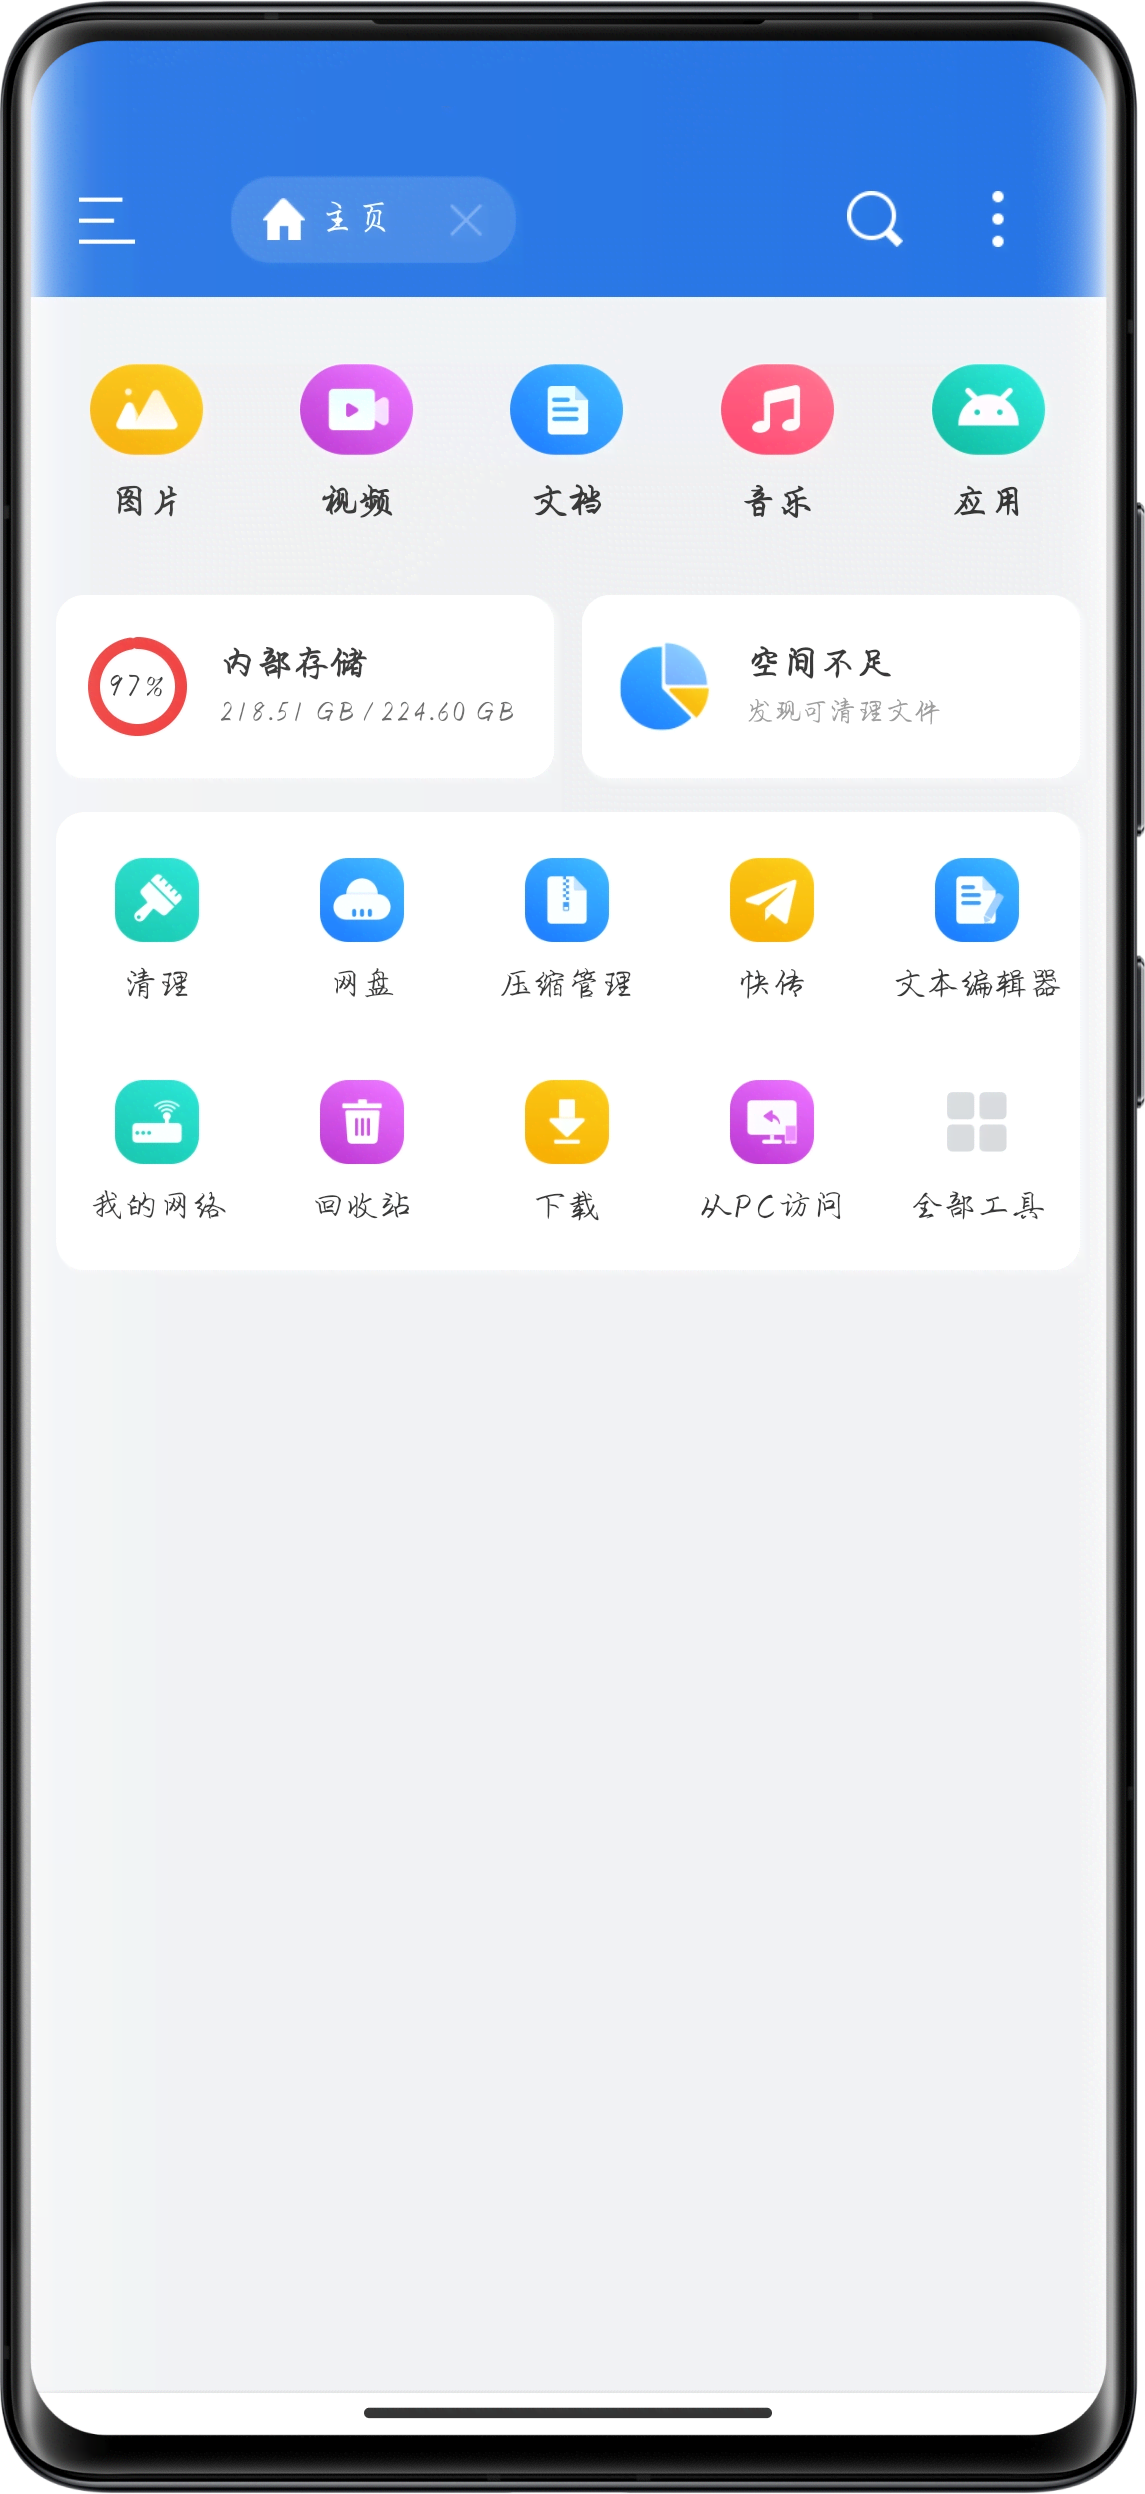 主页
图片 视频 文档 音乐 应用
内部存储 空间不足
97% 218.51 GB / 224.60 GB 发现可清理文件
清理 网盘 压缩管理 快传 文本编辑器
我的网络 回收站 下载 从PC访问 全部工具